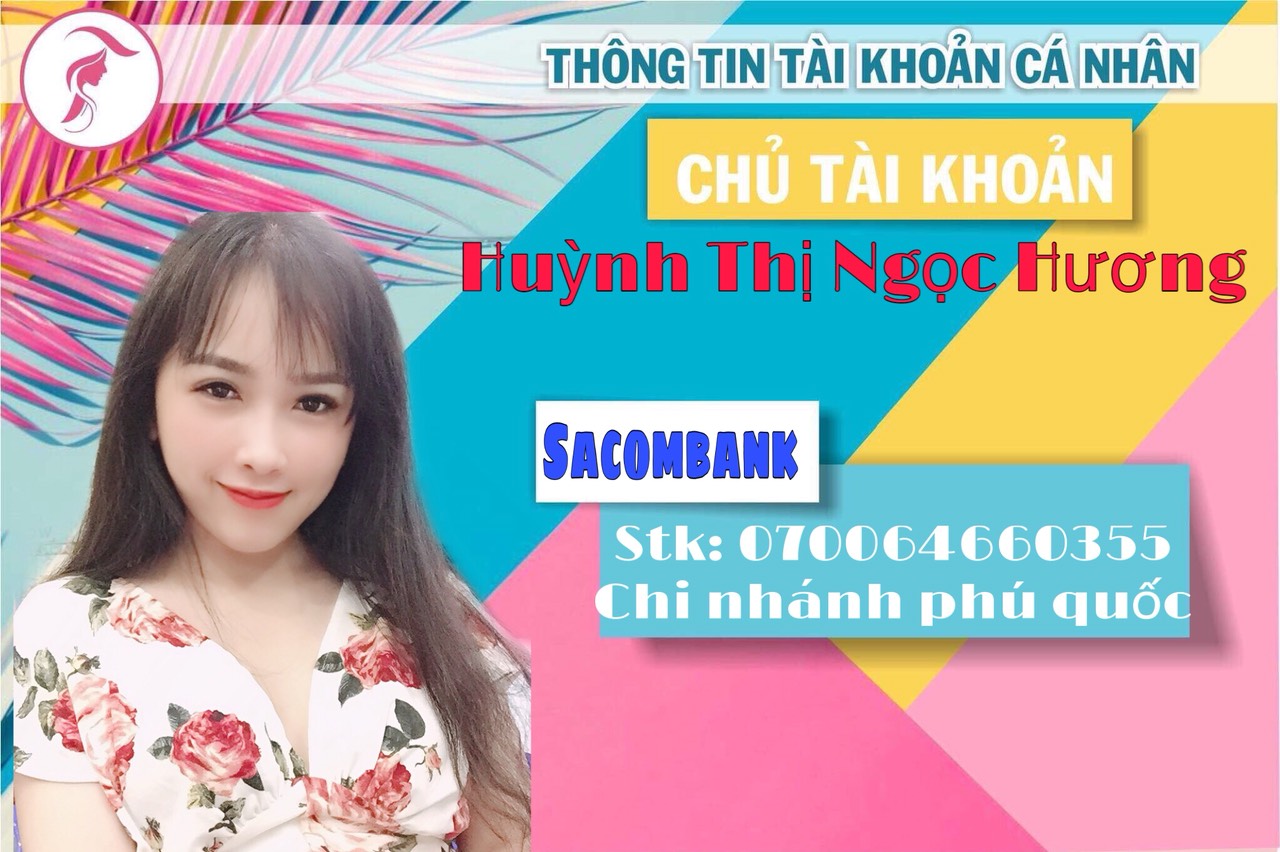 THÔNG TIN TÀI KHOẢN CÁ NHÂN
CHỦ TÀI KHOẢN
Huỳnh Thị Ngọc Hương
SACOMBANK
Stk: 070064660355
Chi nhánh phú quốc